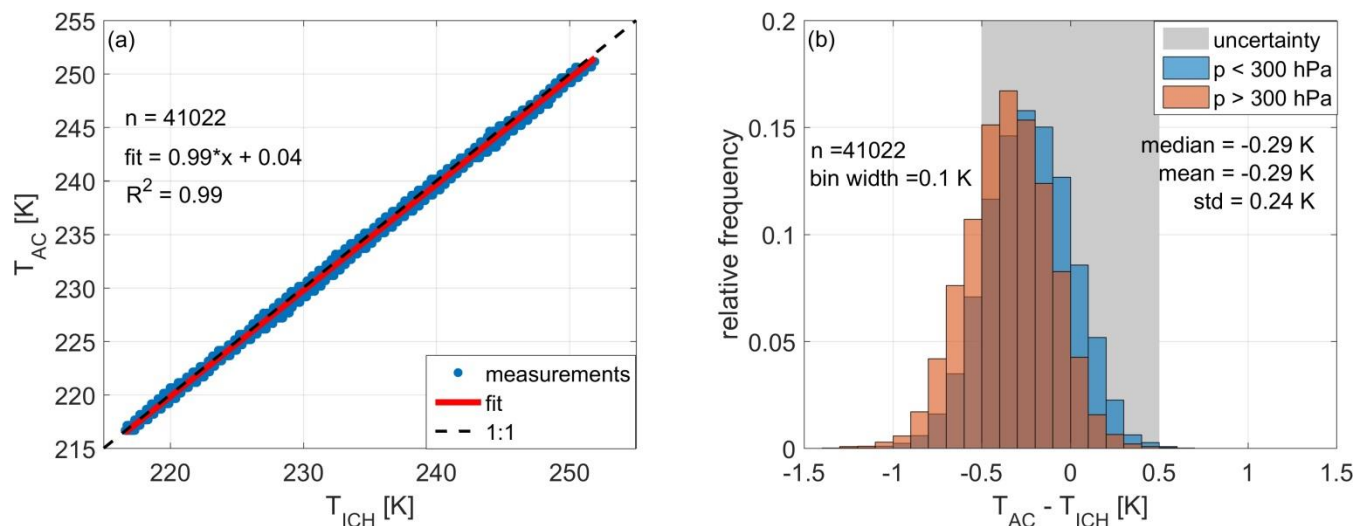 (a)
n = 41022
fit = 0.99*x + 0.04
R² = 0.99
T_AC [K]
255
250
245
240
235
230
225
220
215
220
230
240
250
T_ICH [K]
measurements
fit
1:1
(b)
uncertainty
p < 300 hPa
p > 300 hPa
n =41022
bin width =0.1 K
median = -0.29 K
mean = -0.29 K
std = 0.24 K
relative frequency
0.2
0.15
0.1
0.05
0
-1.5
-1
-0.5
0
0.5
1
1.5
T_AC - T_ICH [K]